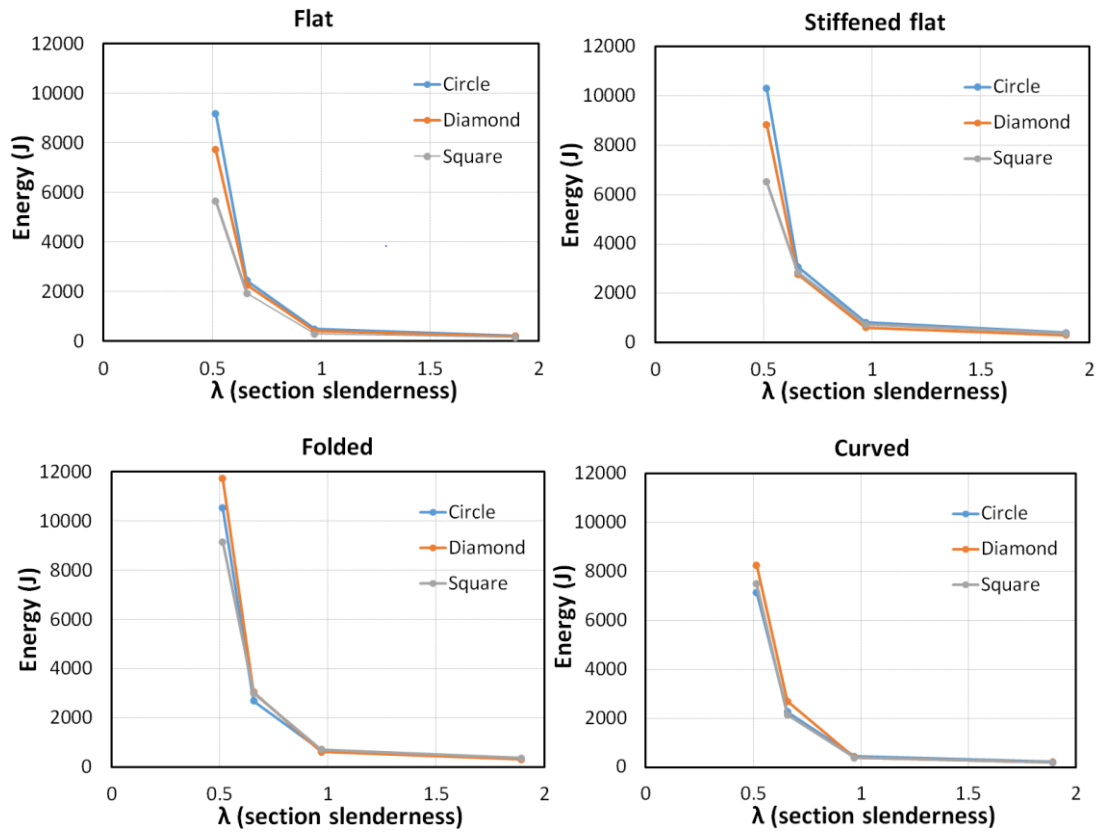 Flat
12000
10000
8000
6000
4000
2000
0
Energy (J)
Circle
Diamond
Square
0 0.5 1 1.5 2
λ (section slenderness)
Stiffened flat
12000
10000
8000
6000
4000
2000
0
Energy (J)
Circle
Diamond
Square
0 0.5 1 1.5 2
λ (section slenderness)
Folded
12000
10000
8000
6000
4000
2000
0
Energy (J)
Circle
Diamond
Square
0 0.5 1 1.5 2
λ (section slenderness)
Curved
12000
10000
8000
6000
4000
2000
0
Energy (J)
Circle
Diamond
Square
0 0.5 1 1.5 2
λ (section slenderness)